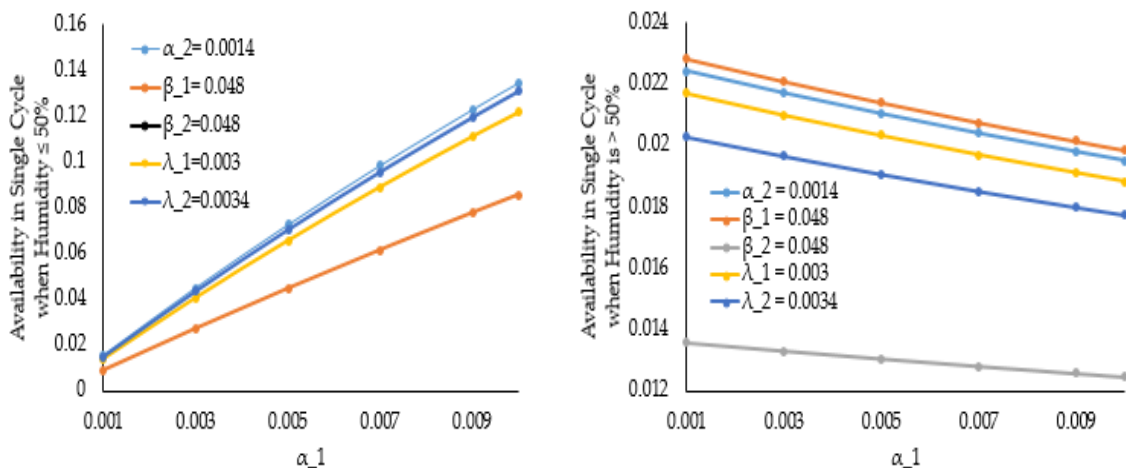 Availability in Single Cycle
when Humidity ≤ 50%
0.16
0.14
0.12
0.1
0.08
0.06
0.04
0.02
0
α_2= 0.0014
β_1= 0.048
β_2=0.048
λ_1=0.003
λ_2=0.0034
0.001 0.003 0.005 0.007 0.009
α_1
Availability in Single Cycle
when Humidity is > 50%
0.024
0.022
0.02
0.018
0.016
0.014
0.012
α_2 = 0.0014
β_1 = 0.048
β_2 = 0.048
λ_1 = 0.003
λ_2 = 0.0034
0.001 0.003 0.005 0.007 0.009
α_1